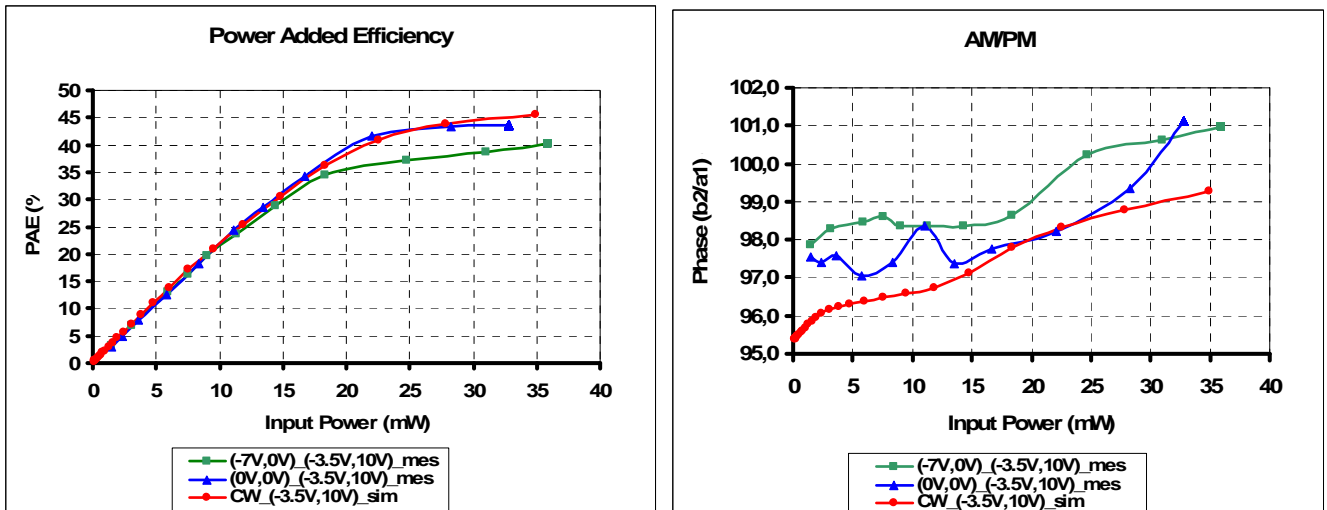 Power Added Efficiency
50
45
40
35
30
25
20
15
10
5
0
PAE (%
0 5 10 15 20 25 30 35 40
Input Power (mW)
(-7V,0V)_(-3.5V,10V)_mes
(0V,0V)_(-3.5V,10V)_mes
CW_(-3.5V,10V)_sim
AM/PM
102,0
101,0
100,0
99,0
98,0
97,0
96,0
95,0
Phase (b2/a1)
0 5 10 15 20 25 30 35 40
Input Power (mW)
(-7V,0V)_(-3.5V,10V)_mes
(0V,0V)_(-3.5V,10V)_mes
CW_(-3.5V,10V)_sim